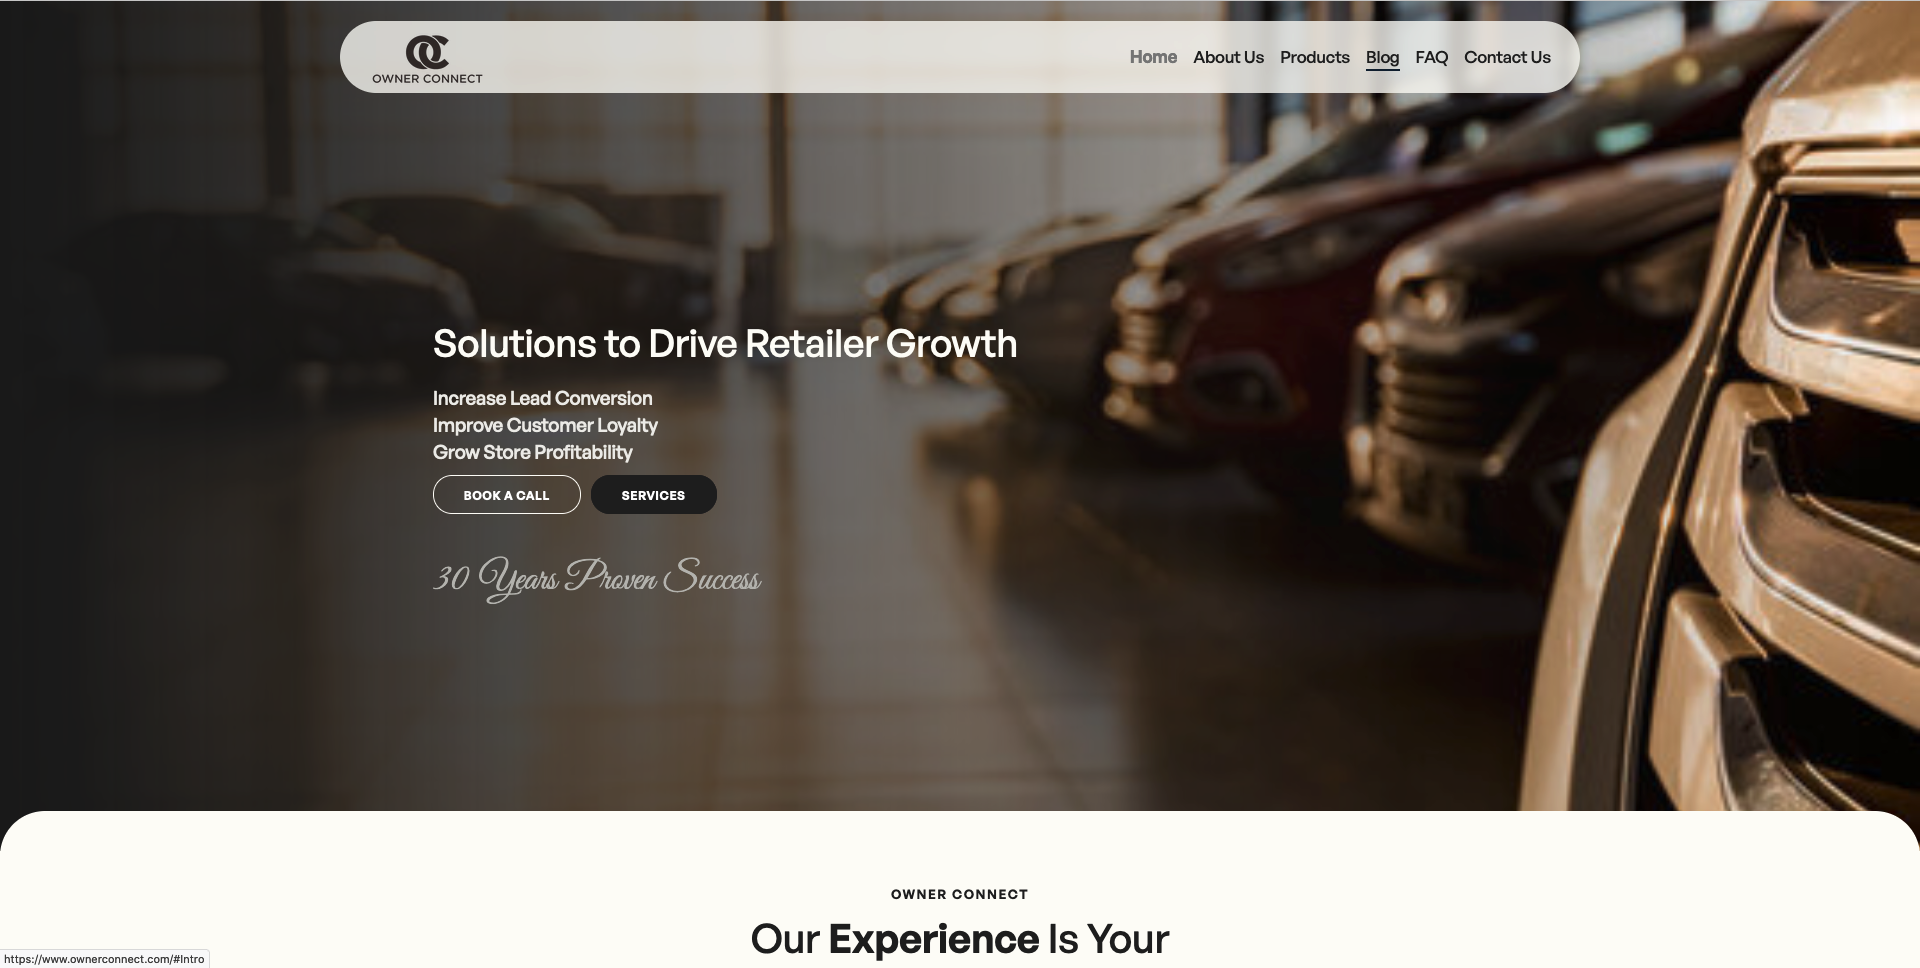 OC
OWNER CONNECT
Home About Us Products Blog FAQ Contact Us
Solutions to Drive Retailer Growth
Increase Lead Conversion
Improve Customer Loyalty
Grow Store Profitability
BOOK A CALL SERVICES
30 Years Proven Success
OWNER CONNECT
Our Experience Is Your
https://www.ownerconnect.com/#Intro